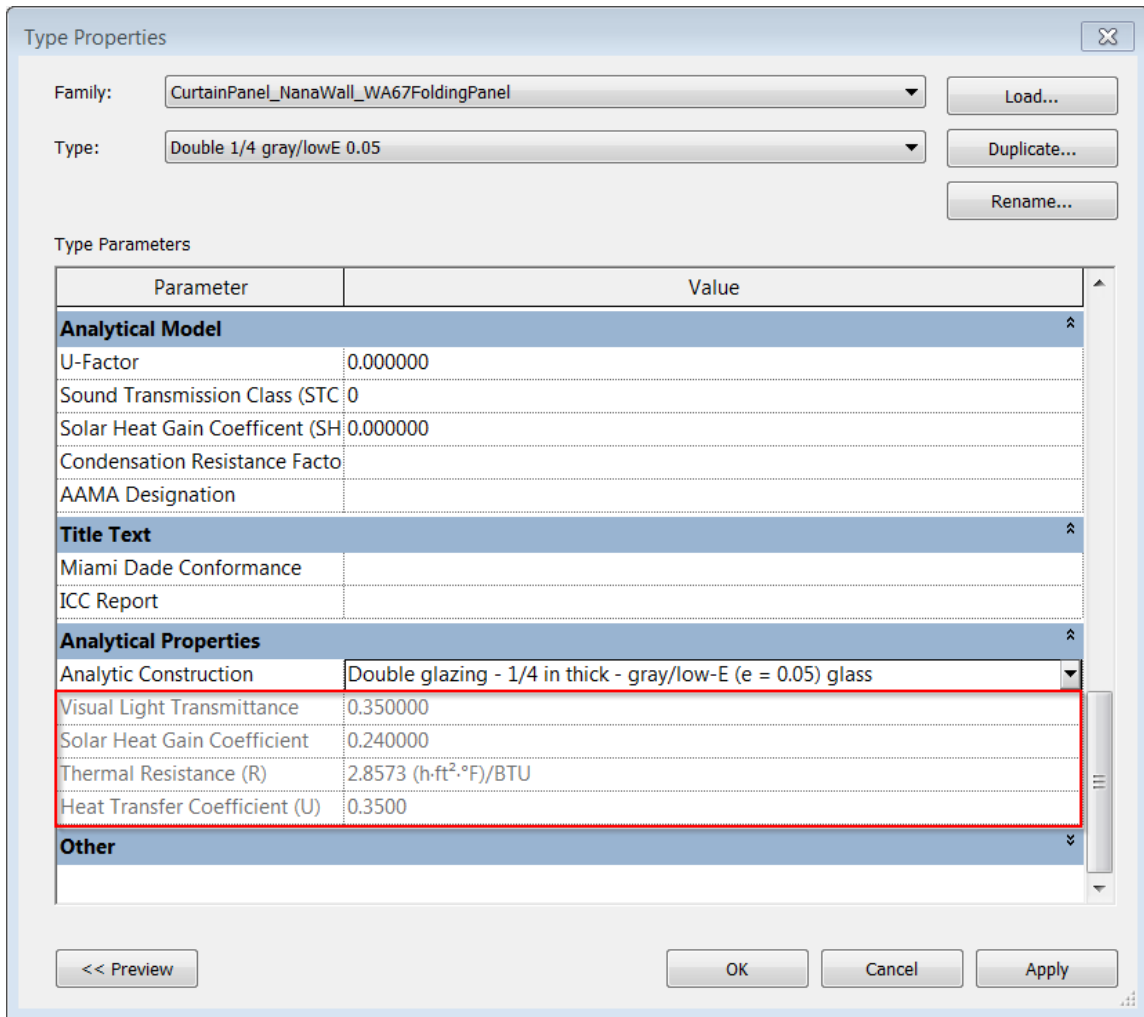 Type Properties
Family: CurtainPanel_NanaWall_WA67FoldingPanel Load...
Type: Double 1/4 gray/lowE 0.05 Duplicate...
Rename...
Type Parameters
Parameter Value
Analytical Model
U-Factor 0.000000
Sound Transmission Class (STC 0
Solar Heat Gain Coefficent (SH 0.000000
Condensation Resistance Facto
AAMA Designation
Title Text
Miami Dade Conformance
ICC Report
Analytical Properties
Analytic Construction Double glazing - 1/4 in thick - gray/low-E (e = 0.05) glass
Visual Light Transmittance 0.350000
Solar Heat Gain Coefficient 0.240000
Thermal Resistance (R) 2.8573 (h·ft²·°F)/BTU
Heat Transfer Coefficient (U) 0.3500
Other
<< Preview OK Cancel Apply